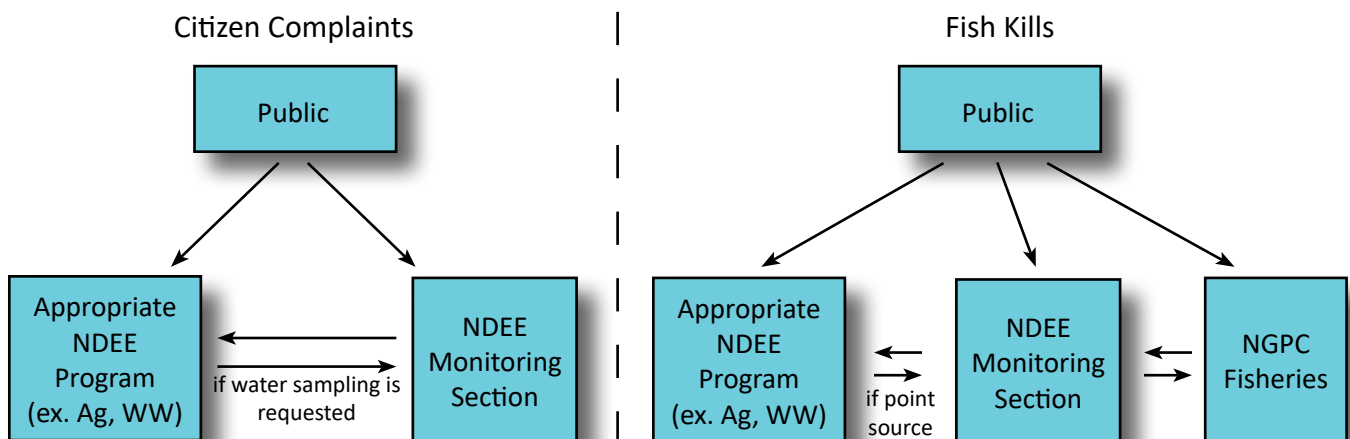 Citizen Complaints
Public
Appropriate
NDEE
Program
(ex. Ag, WW)
if water sampling is
requested
NDEE
Monitoring
Section
Fish Kills
Public
Appropriate
NDEE
Program
(ex. Ag, WW)
if point
source
NDEE
Monitoring
Section
NGPC
Fisheries